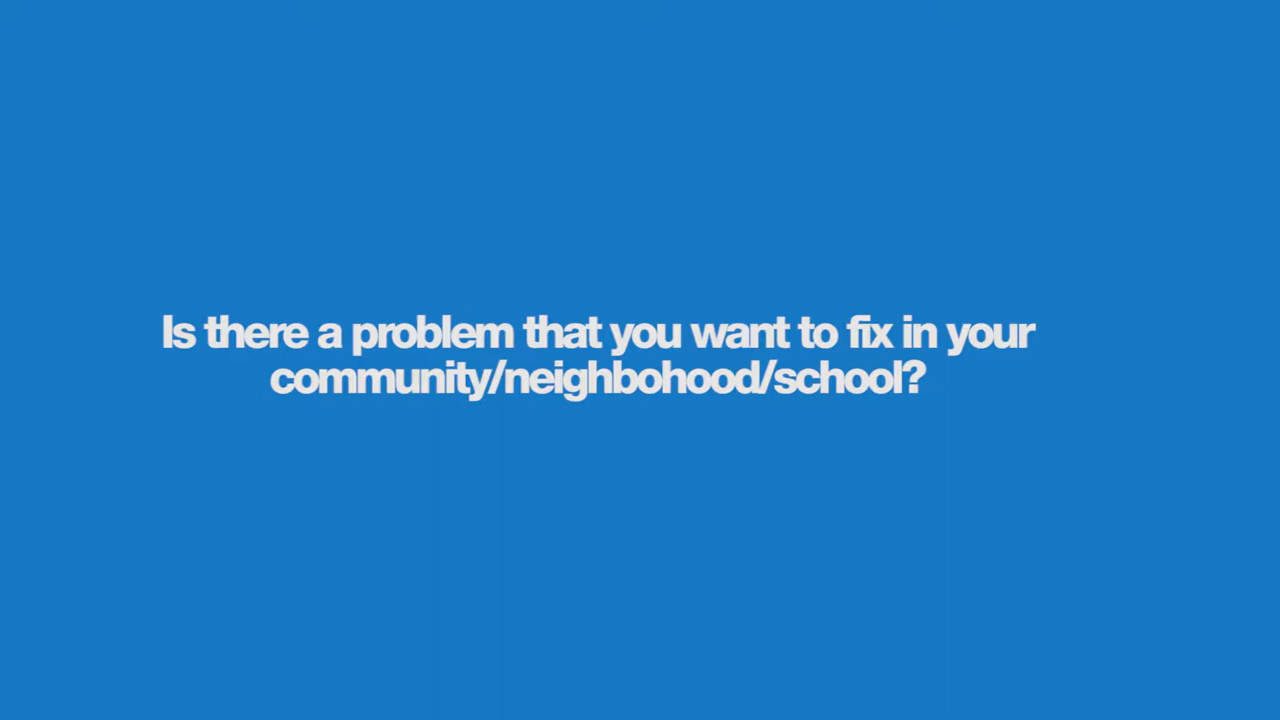 Is there a problem that you want to fix in your
community/neighbohood/school?